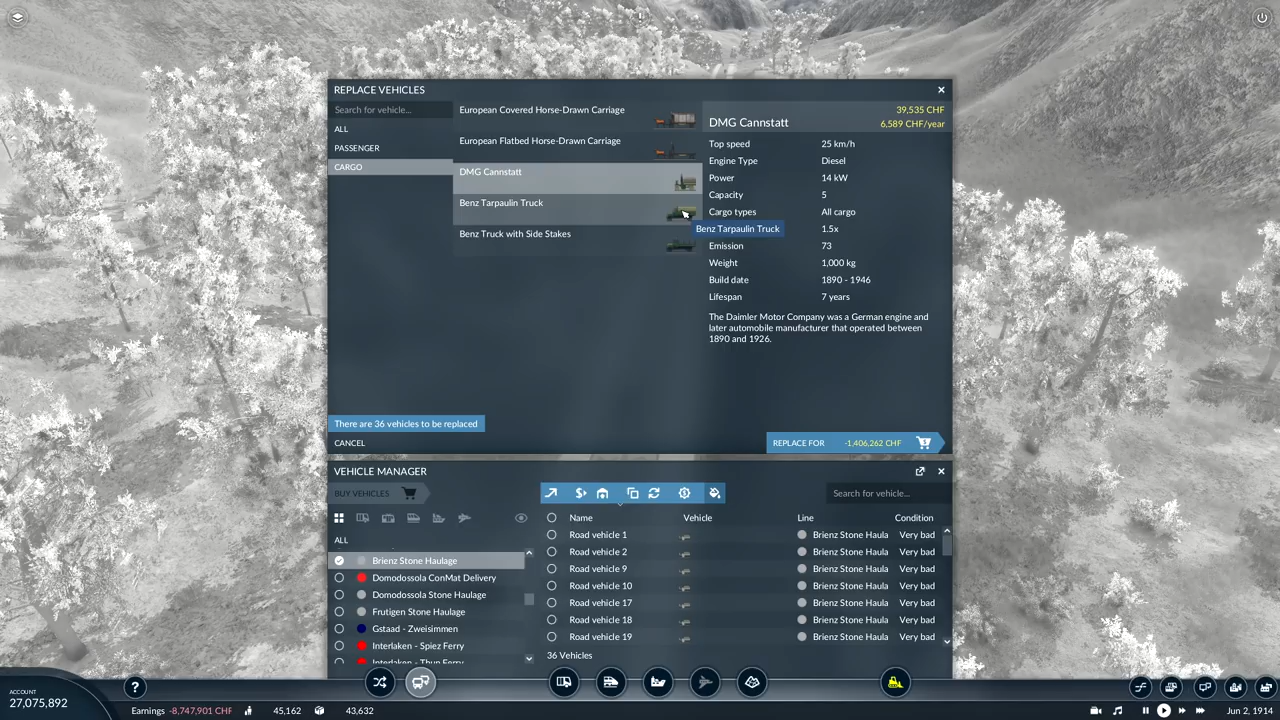 REPLACE VEHICLES
Search for vehicle...
ALL
PASSENGER
CARGO
European Covered Horse-Drawn Carriage
European Flatbed Horse-Drawn Carriage
DMG Cannstatt
Benz Tarpaulin Truck
Benz Truck with Side Stakes
39,535 CHF
DMG Cannstatt
6,589 CHF/year
Top speed 25 km/h
Engine Type Diesel
Power 14 kW
Capacity 5
Cargo types All cargo
Benz Tarpaulin Truck 1.5x
Emission 73
Weight 1,000 kg
Build date 1890 - 1946
Lifespan 7 years
The Daimler Motor Company was a German engine and
later automobile manufacturer that operated between
1890 and 1926.
There are 36 vehicles to be replaced
CANCEL
REPLACE FOR -1,406,262 CHF
VEHICLE MANAGER
BUY VEHICLES
Search for vehicle...
ALL
Brienz Stone Haulage
Domodossola ConMat Delivery
Domodossola Stone Haulage
Frutigen Stone Haulage
Gstaad - Zweisimmen
Interlaken - Spiez Ferry
Interlaken - Thun Ferry
Name Vehicle Line Condition
Road vehicle 1 Brienz Stone Haula Very bad
Road vehicle 2 Brienz Stone Haula Very bad
Road vehicle 9 Brienz Stone Haula Very bad
Road vehicle 10 Brienz Stone Haula Very bad
Road vehicle 17 Brienz Stone Haula Very bad
Road vehicle 18 Brienz Stone Haula Very bad
Road vehicle 19 Brienz Stone Haula Very bad
36 Vehicles
ACCOUNT
27,075,892
?
Earnings -8,747,901 CHF 45,162 43,632
Jun 2, 1914